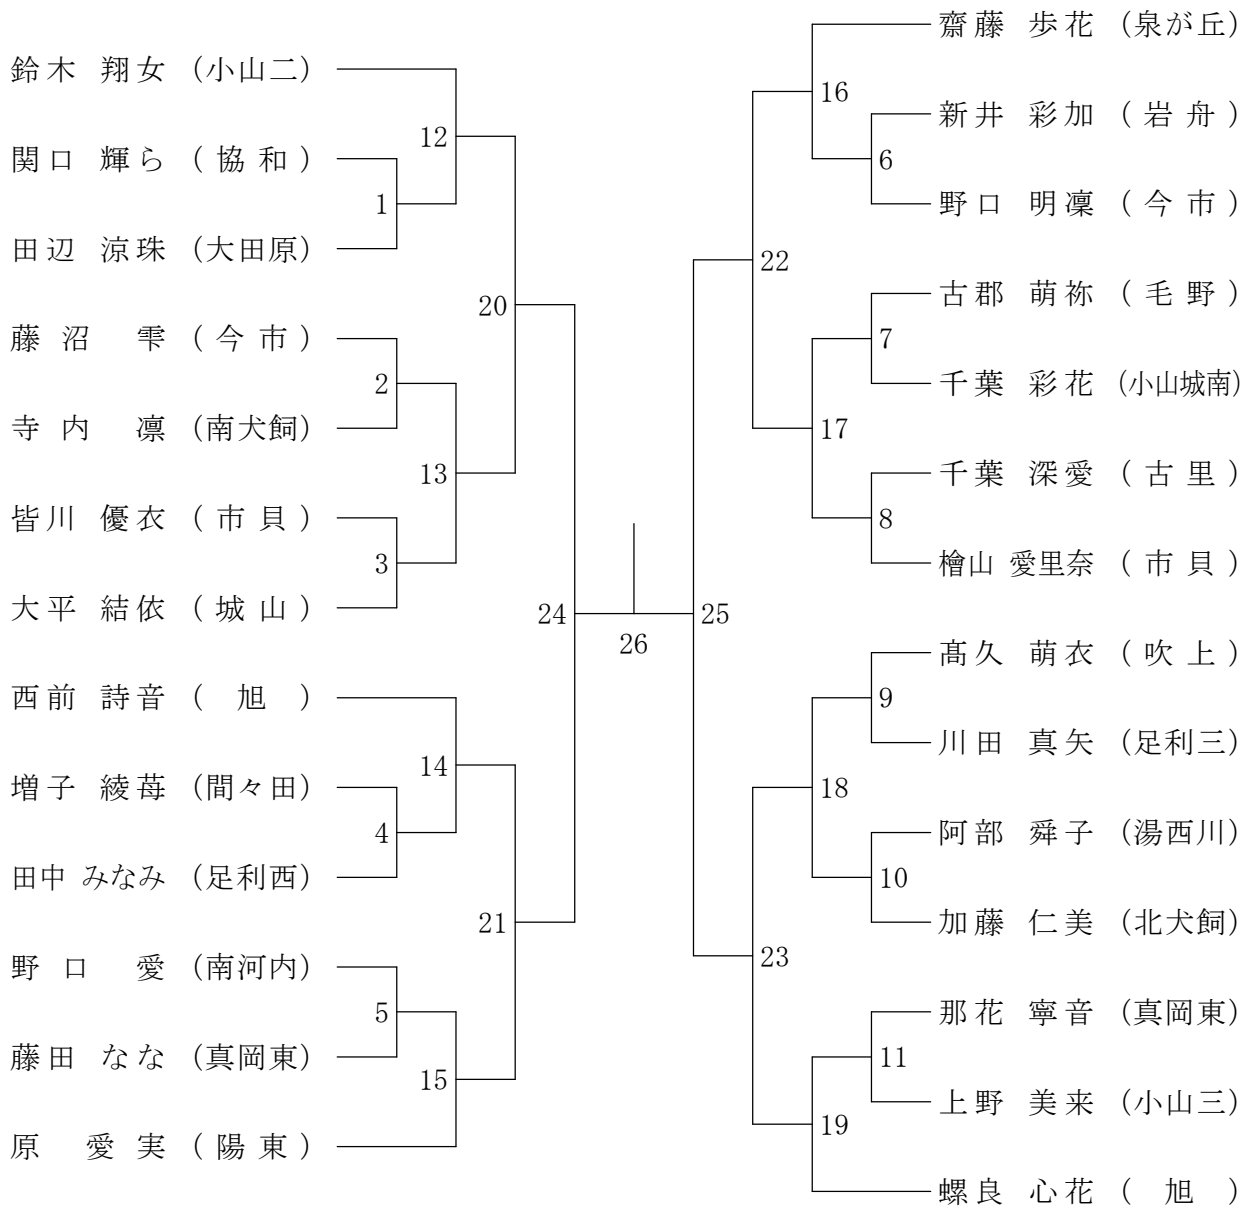 鈴木 翔女 (小山二)
関口 輝ら (協和)
田辺 涼珠 (大田原)
藤沼 雫 (今市)
寺内 凛 (南犬飼)
皆川 優衣 (市貝)
大平 結依 (城山)
西前 詩音 (旭)
増子 綾苺 (間々田)
田中 みなみ (足利西)
野口 愛 (南河内)
藤田 なな (真岡東)
原 愛実 (陽東)
12
1
20
2
13
3
24
14
4
21
5
15
26
25
16
6
22
7
17
8
9
18
10
23
11
19
齋藤 歩花 (泉が丘)
新井 彩加 (岩舟)
野口 明凜 (今市)
古郡 萌祢 (毛野)
千葉 彩花 (小山城南)
千葉 深愛 (古里)
檜山 愛里奈 (市貝)
髙久 萌衣 (吹上)
川田 真矢 (足利三)
阿部 舜子 (湯西川)
加藤 仁美 (北犬飼)
那花 寧音 (真岡東)
上野 美来 (小山三)
螺良 心花 (旭)